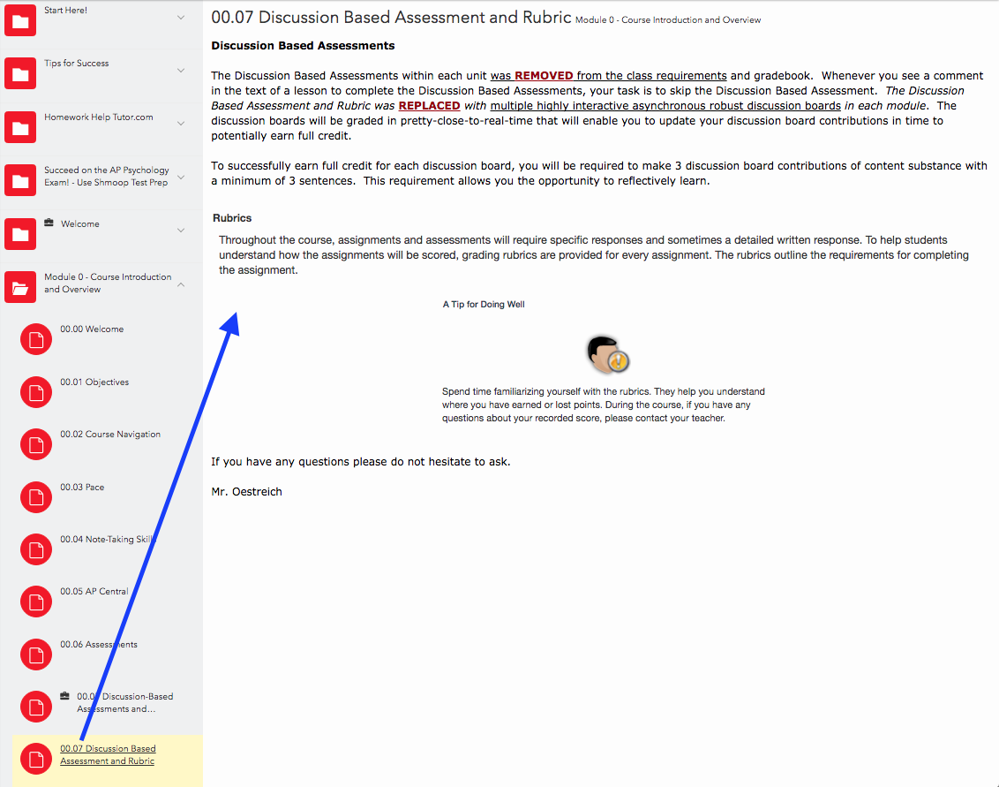 Start Here!
Tips for Success
Homework Help Tutor.com
Succeed on the AP Psychology
Exam! - Use Shmoop Test Prep
Welcome
Module 0 - Course Introduction
and Overview
00.00 Welcome
00.01 Objectives
00.02 Course Navigation
00.03 Pace
00.04 Note-Taking Skills
00.05 AP Central
00.06 Assessments
Discussion-Based
Assessments and...
00.07 Discussion Based
Assessment and Rubric
00.07 Discussion Based Assessment and Rubric Module 0 - Course Introduction and Overview
Discussion Based Assessments
The Discussion Based Assessments within each unit was REMOVED from the class requirements and gradebook. Whenever you see a comment
in the text of a lesson to complete the Discussion Based Assessments, your task is to skip the Discussion Based Assessment. The Discussion
Based Assessment and Rubric was REPLACED with multiple highly interactive asynchronous robust discussion boards in each module. The
discussion boards will be graded in pretty-close-to-real-time that will enable you to update your discussion board contributions in time to
potentially earn full credit.
To successfully earn full credit for each discussion board, you will be required to make 3 discussion board contributions of content substance with
a minimum of 3 sentences. This requirement allows you the opportunity to reflectively learn.
Rubrics
Throughout the course, assignments and assessments will require specific responses and sometimes a detailed written response. To help students
understand how the assignments will be scored, grading rubrics are provided for every assignment. The rubrics outline the requirements for completing
the assignment.
A Tip for Doing Well
Spend time familiarizing yourself with the rubrics. They help you understand
where you have earned or lost points. During the course, if you have any
questions about your recorded score, please contact your teacher.
If you have any questions please do not hesitate to ask.
Mr. Oestreich